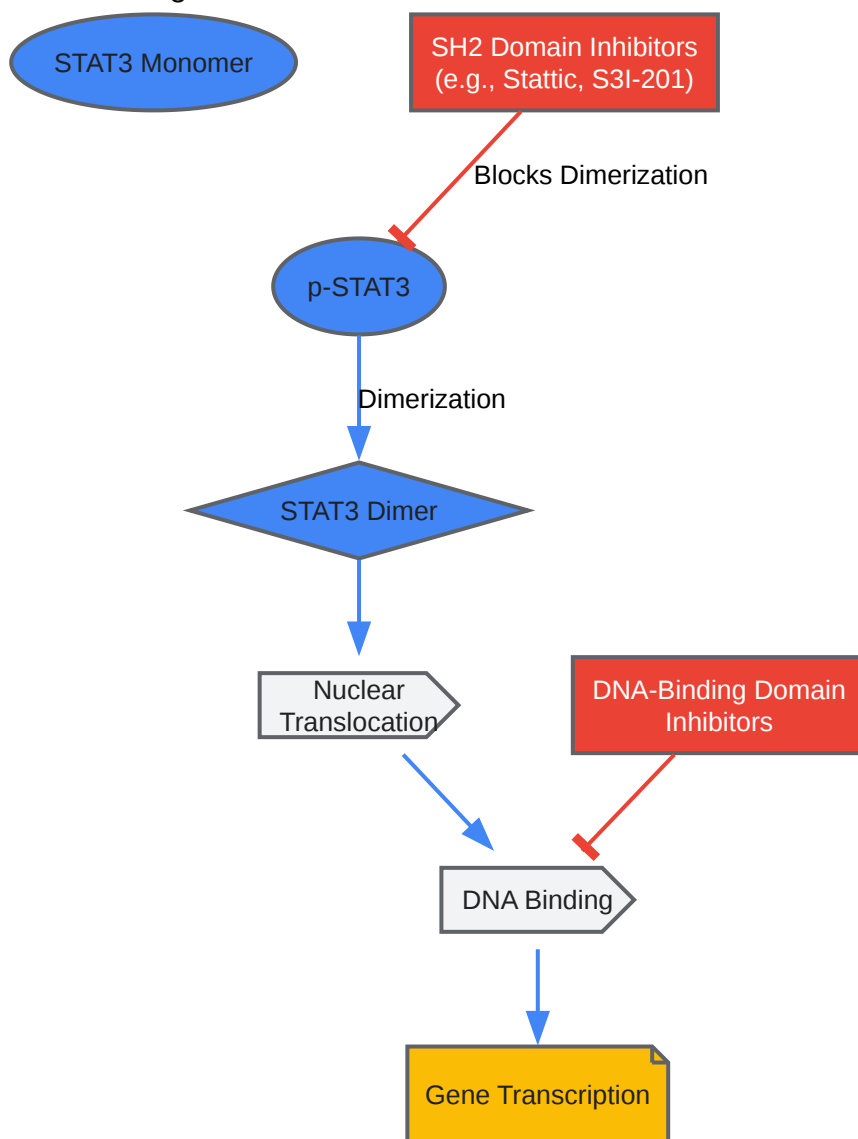 STAT3 Monomer
SH2 Domain Inhibitors
(e.g., Stattic, S3I-201)
Blocks Dimerization
p-STAT3
Dimerization
STAT3 Dimer
Nuclear
Translocation
DNA-Binding Domain
Inhibitors
DNA Binding
Gene Transcription